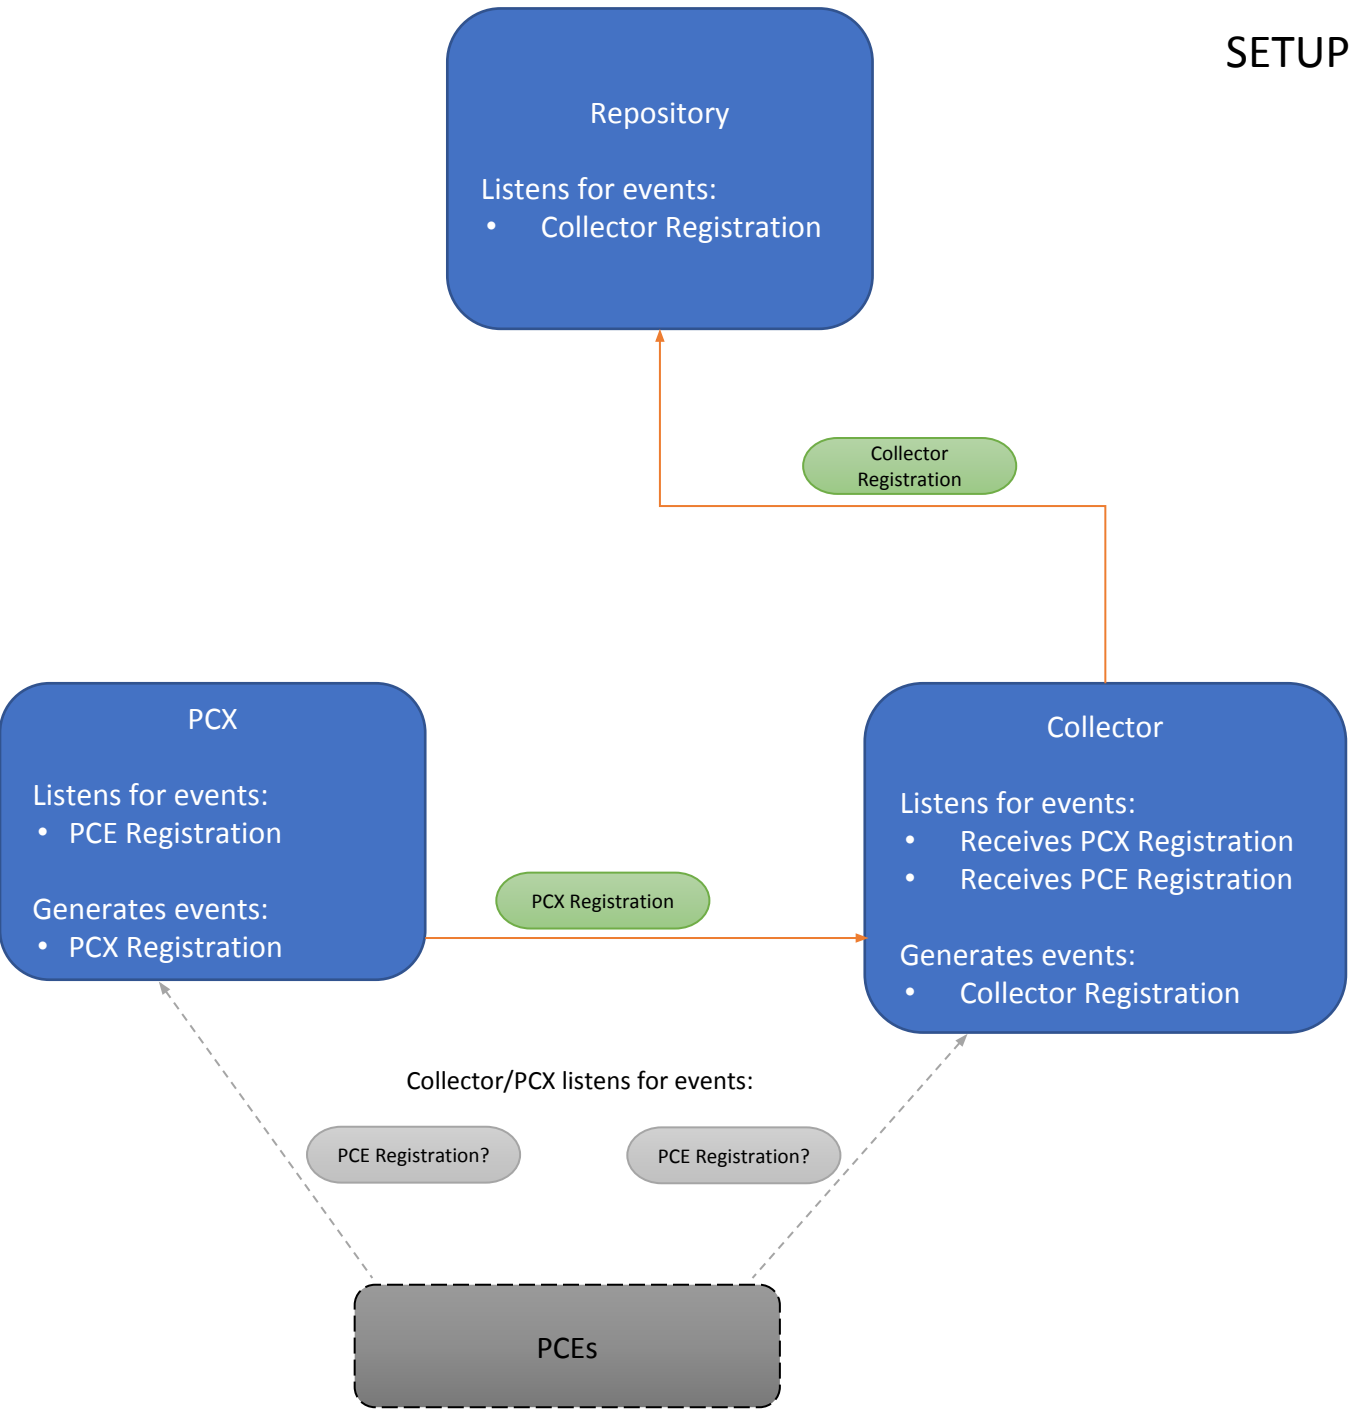 SETUP
Repository
Listens for events:
• Collector Registration
Collector
Registration
PCX
Listens for events:
• PCE Registration
Generates events:
• PCX Registration
PCX Registration
Collector
Listens for events:
• Receives PCX Registration
• Receives PCE Registration
Generates events:
• Collector Registration
Collector/PCX listens for events:
PCE Registration?
PCE Registration?
PCEs